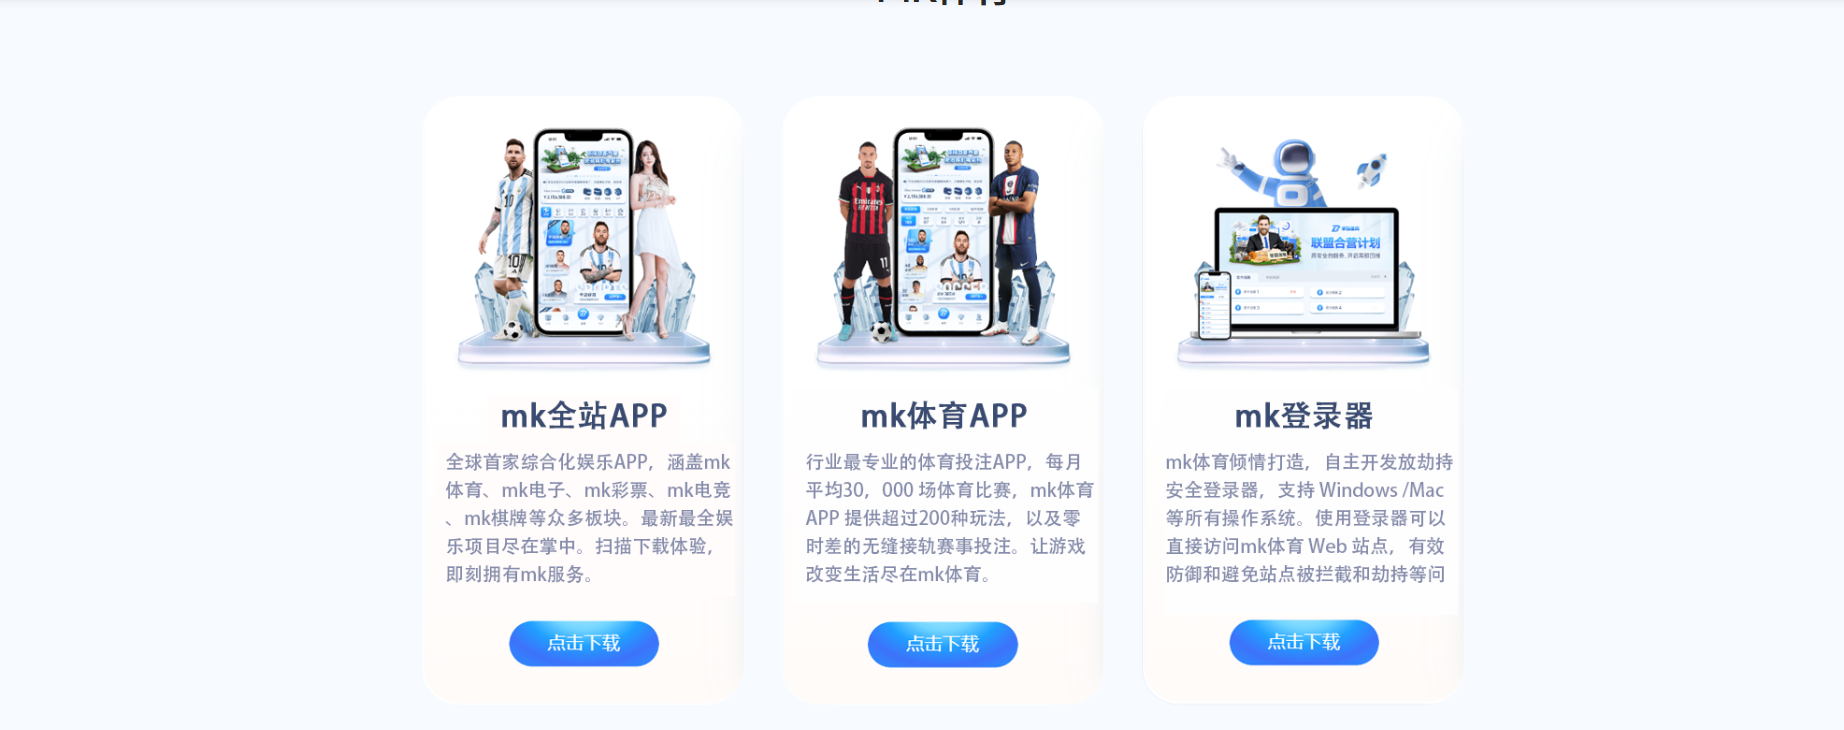 mk全站APP
全球首家综合化娱乐APP，涵盖mk
体育、mk电子、mk彩票、mk电竞
、mk棋牌等众多板块。最新最全娱
乐项目尽在掌中。扫描下载体验，
即刻拥有mk服务。
点击下载
mk体育APP
行业最专业的体育投注APP，每月
平均30，000 场体育比赛，mk体育
APP 提供超过200种玩法，以及零
时差的无缝接轨赛事投注。让游戏
改变生活尽在mk体育。
点击下载
联盟合营计划
mk登录器
mk体育倾情打造，自主开发放劫持
安全登录器，支持 Windows /Mac
等所有操作系统。使用登录器可以
直接访问mk体育 Web 站点，有效
防御和避免站点被拦截和劫持等问
点击下载